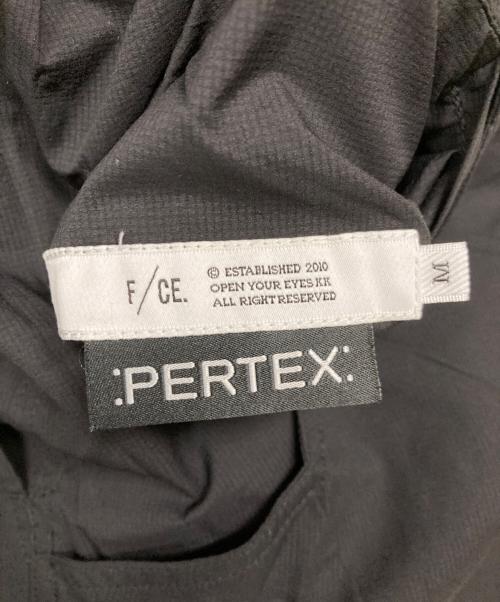 F/CE.
© ESTABLISHED 2010
OPEN YOUR EYES KK
ALL RIGHT RESERVED
M
:PERTEX: